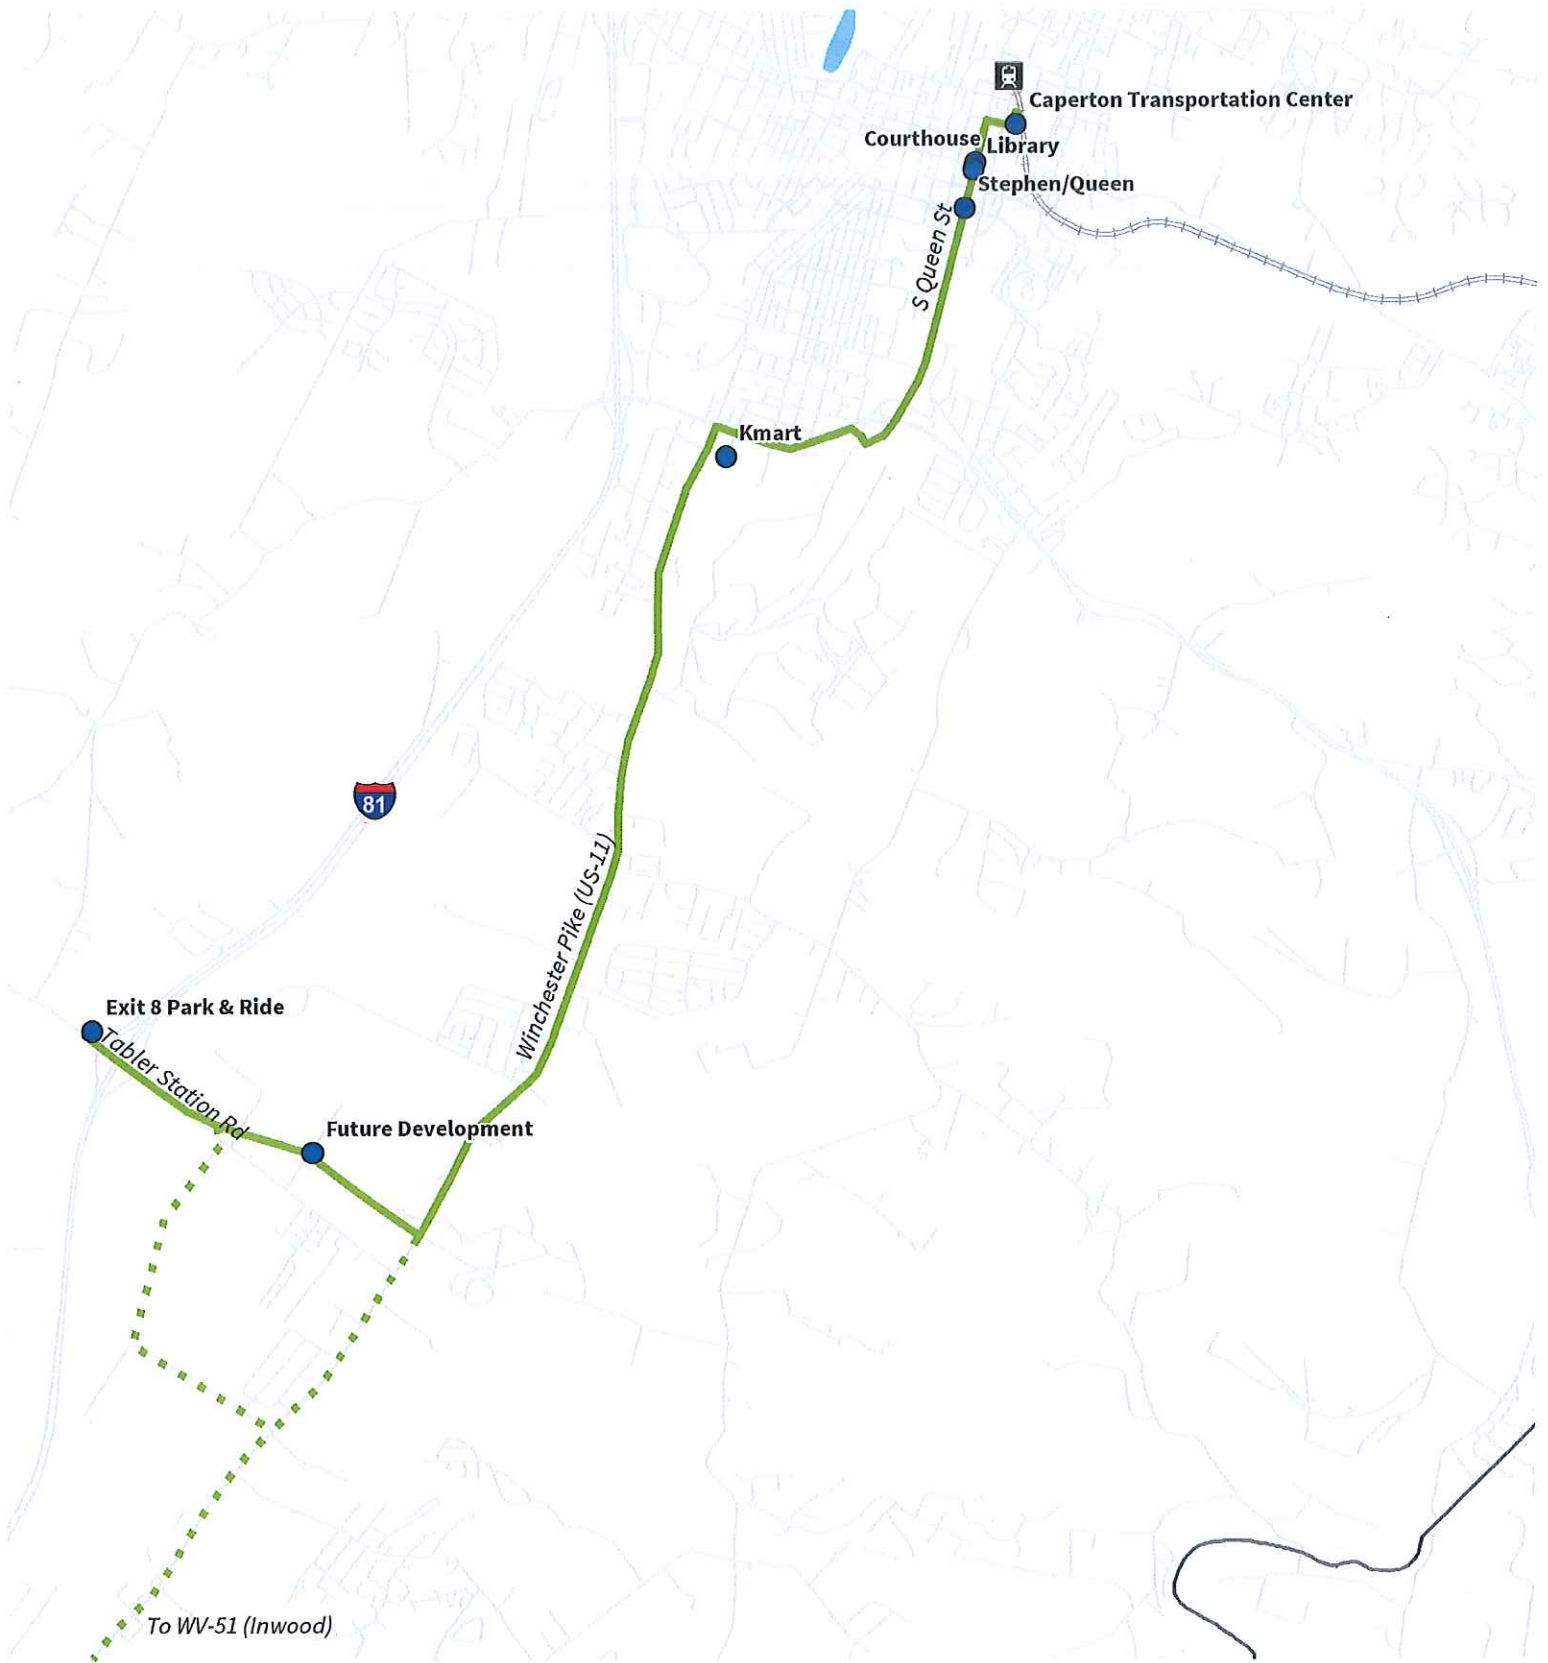 Caperton Transportation Center
Courthouse
Library
Stephen/Queen
S Queen St
Kmart
81
Winchester Pike (US-11)
Exit 8 Park & Ride
Tabler Station Rd
Future Development
To WV-51 (Inwood)